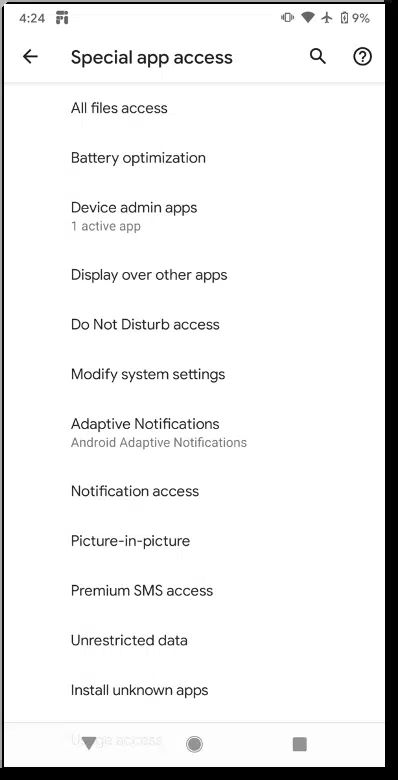 4:24
9%
Special app access
All files access
Battery optimization
Device admin apps
1 active app
Display over other apps
Do Not Disturb access
Modify system settings
Adaptive Notifications
Android Adaptive Notifications
Notification access
Picture-in-picture
Premium SMS access
Unrestricted data
Install unknown apps
Usage access